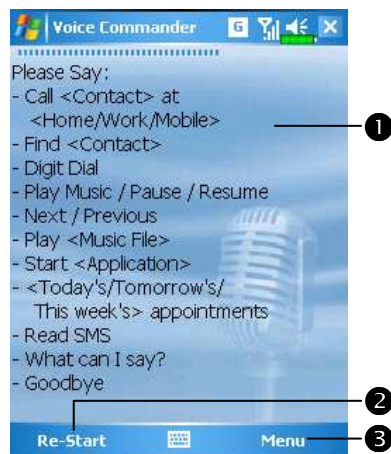 Voice Commander G
Please Say:
- Call <Contact> at
<Home/Work/Mobile>
- Find <Contact>
- Digit Dial
- Play Music / Pause / Resume
- Next / Previous
- Play <Music File>
- Start <Application>
- <Today's/Tomorrow's/
This week's> appointments
- Read SMS
- What can I say?
- Goodbye
Re-Start Menu
1
2
3